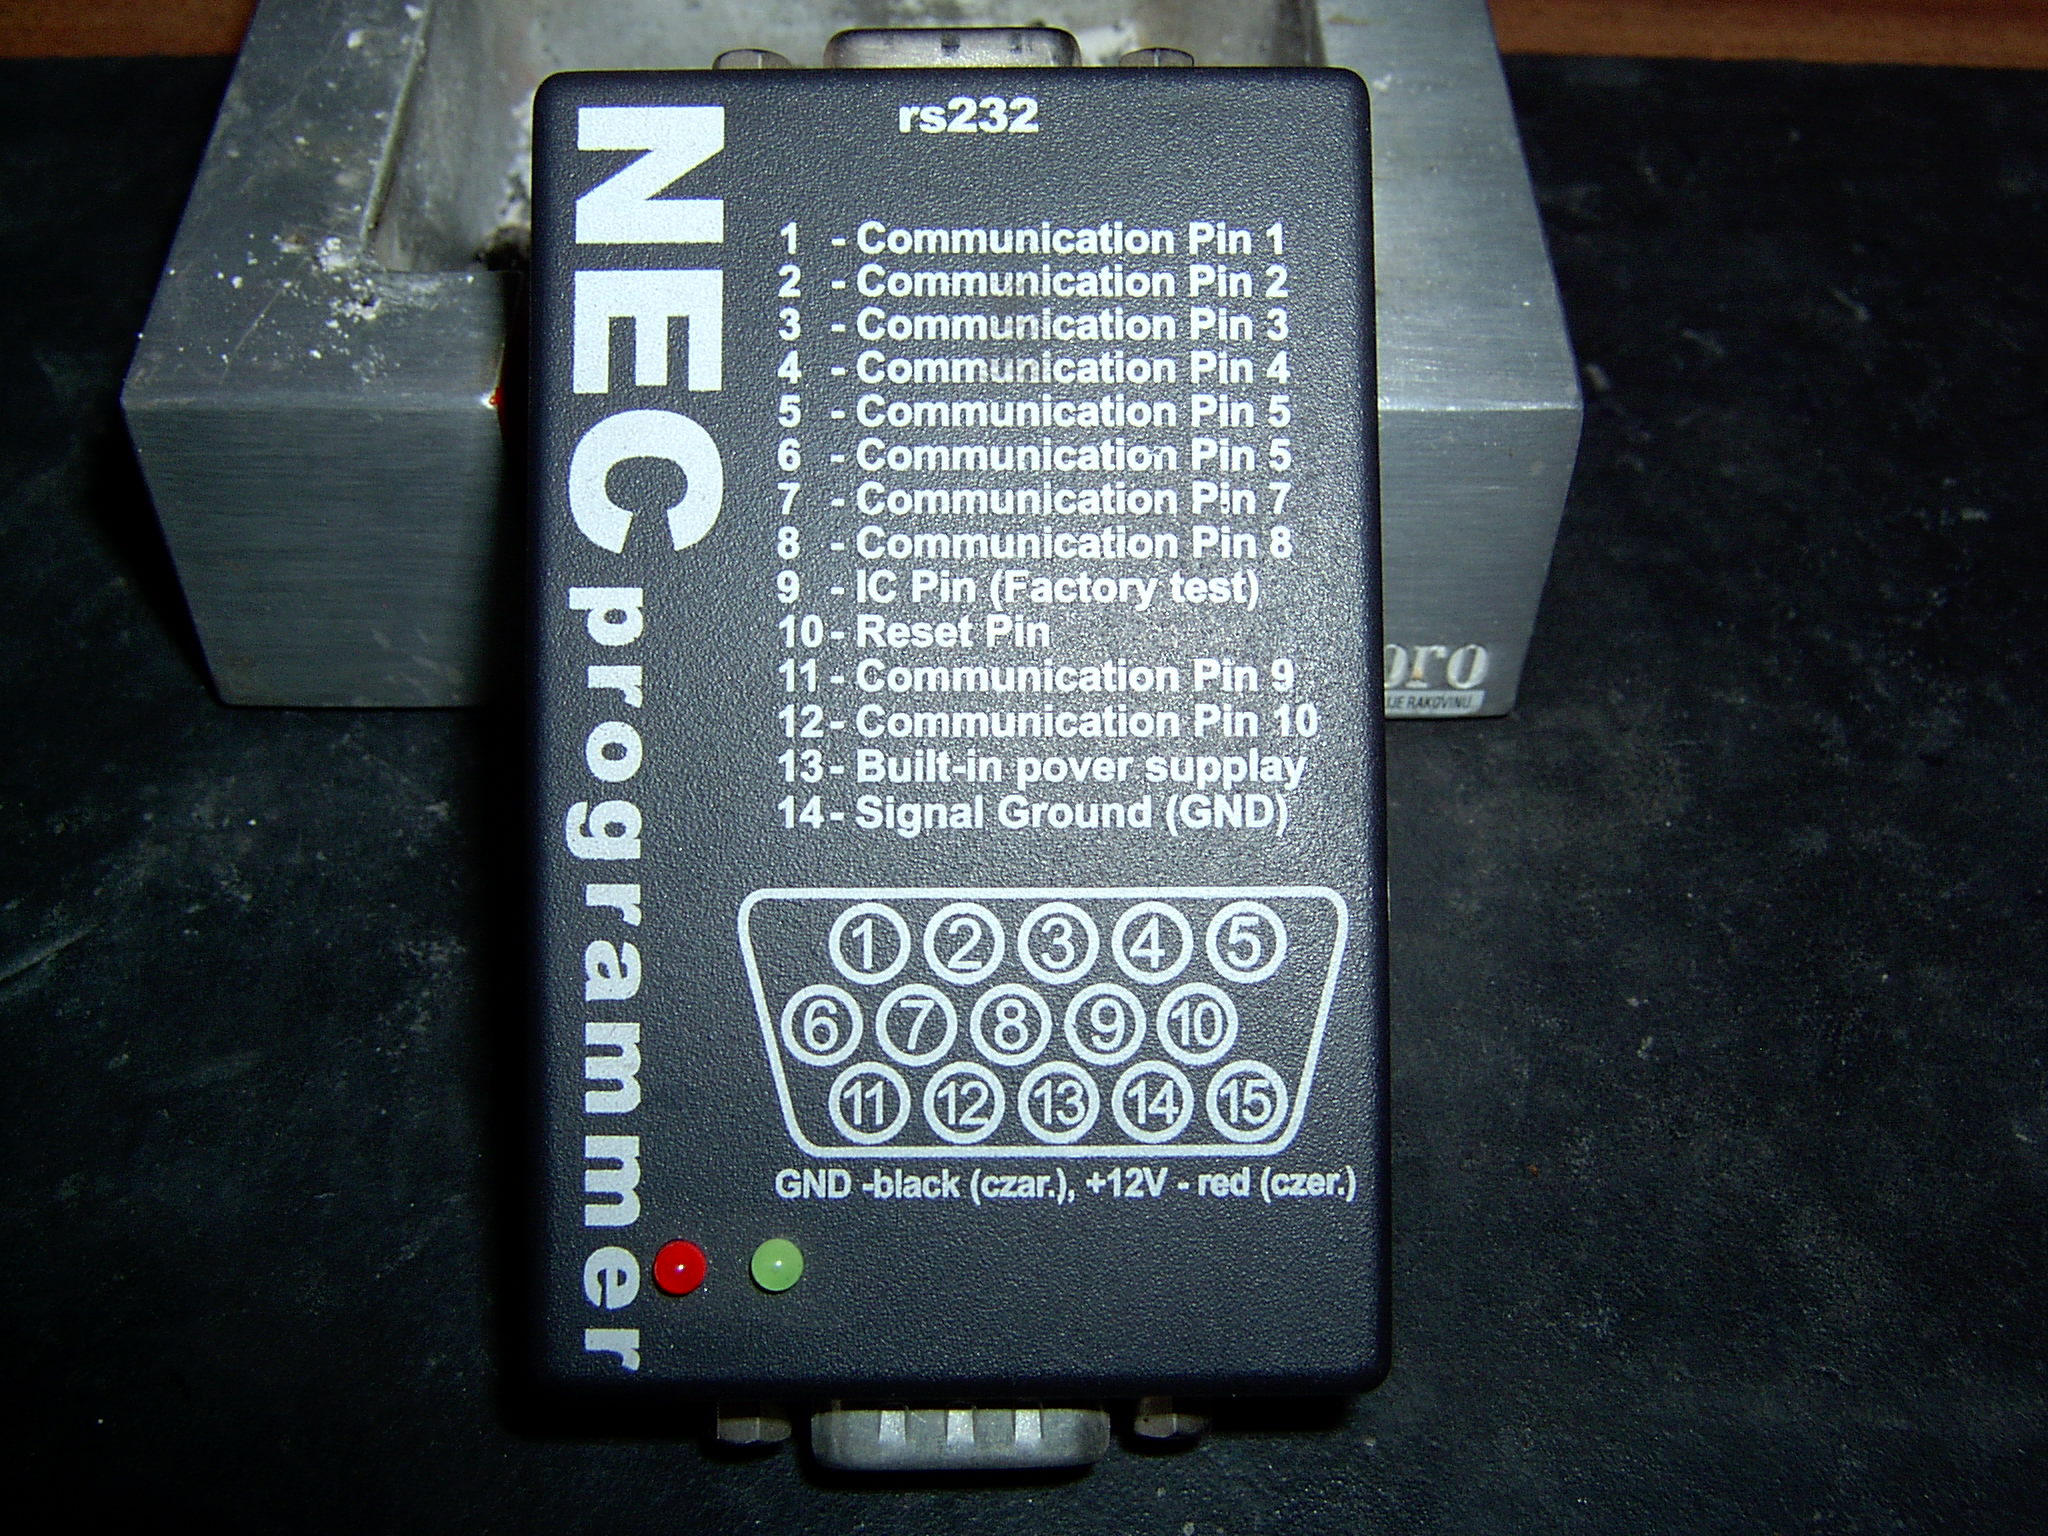 NEC programmer
rs232
1 - Communication Pin 1
2 - Communication Pin 2
3 - Communication Pin 3
4 - Communication Pin 4
5 - Communication Pin 5
6 - Communication Pin 5
7 - Communication Pin 7
8 - Communication Pin 8
9 - IC Pin (Factory test)
10 - Reset Pin
11 - Communication Pin 9
12 - Communication Pin 10
13 - Built-in pover supplay
14 - Signal Ground (GND)
1 2 3 4 5
6 7 8 9 10
11 12 13 14 15
GND -black (czar.), +12V - red (czer.)
RAKOVINU